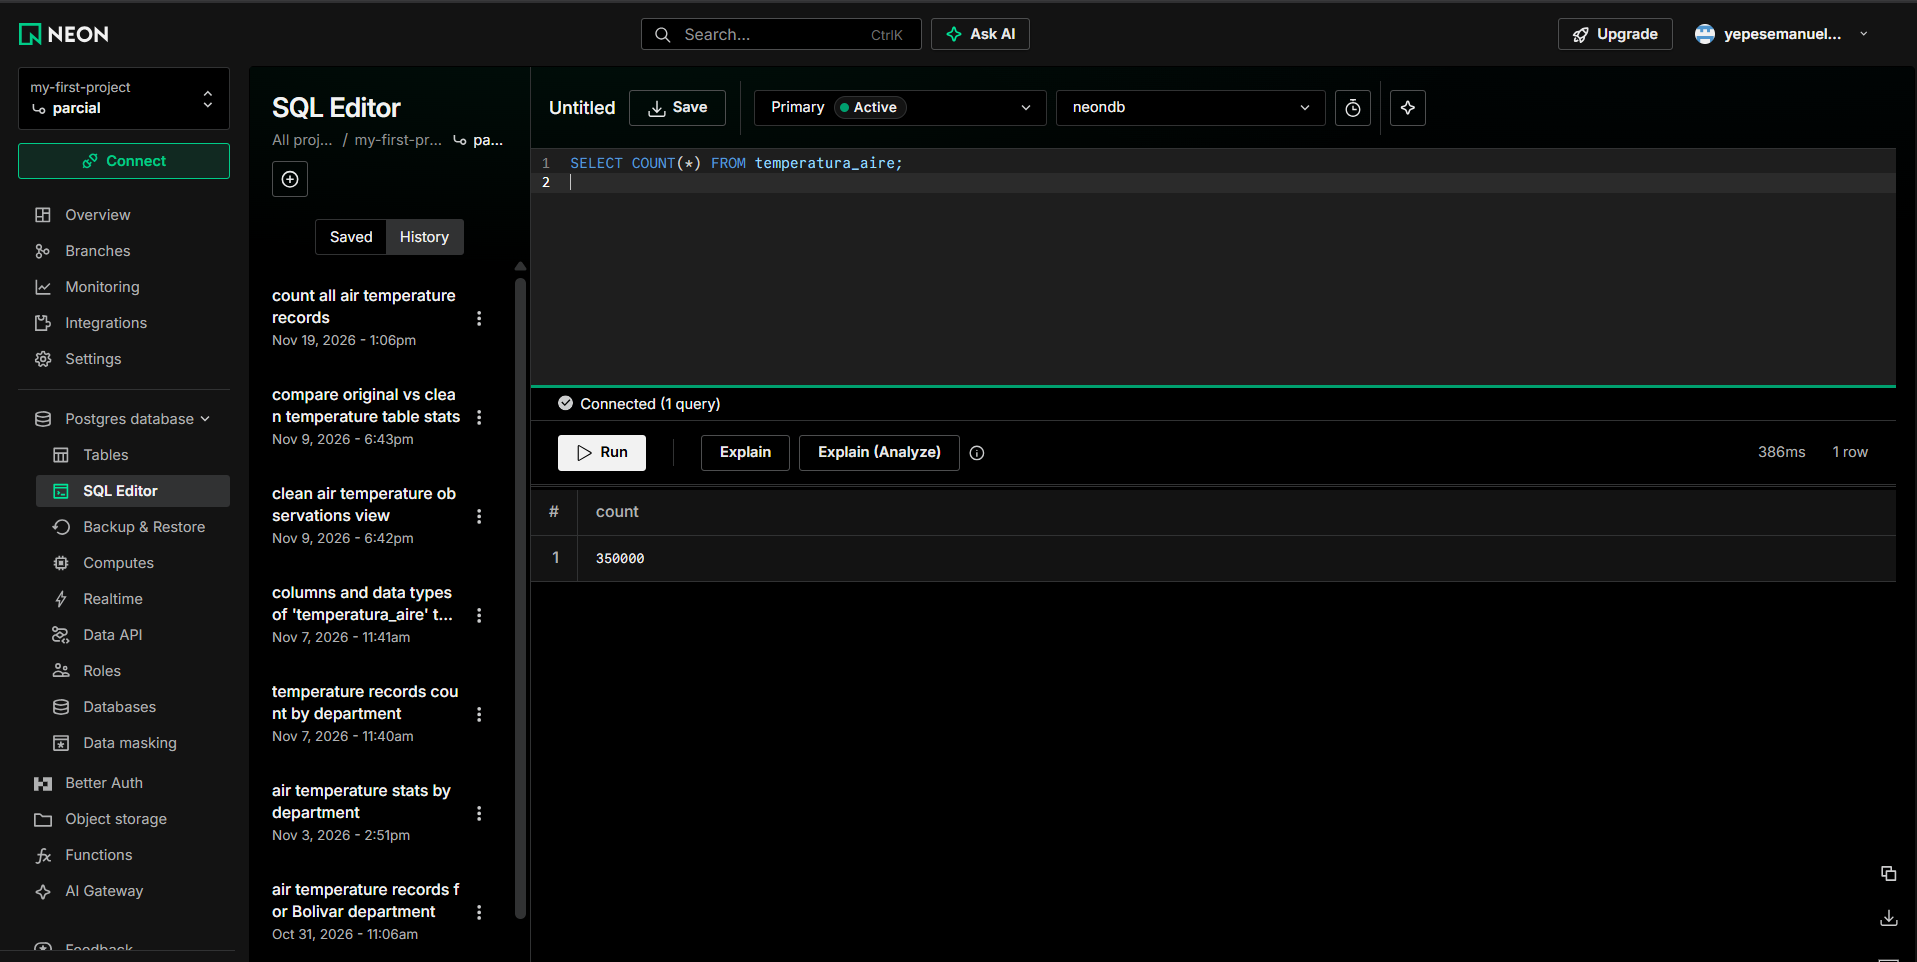 NEON
Search...
CtrlK
Ask AI
Upgrade
yepesemanuel...
my-first-project
parcial
Connect
Overview
Branches
Monitoring
Integrations
Settings
Postgres database
Tables
SQL Editor
Backup & Restore
Computes
Realtime
Data API
Roles
Databases
Data masking
Better Auth
Object storage
Functions
AI Gateway
Feedback
SQL Editor
All proj... / my-first-pr... pa...
Saved
History
count all air temperature
records
Nov 19, 2026 - 1:06pm
compare original vs clea
n temperature table stats
Nov 9, 2026 - 6:43pm
clean air temperature ob
servations view
Nov 9, 2026 - 6:42pm
columns and data types
of 'temperatura_aire' t...
Nov 7, 2026 - 11:41am
temperature records cou
nt by department
Nov 7, 2026 - 11:40am
air temperature stats by
department
Nov 3, 2026 - 2:51pm
air temperature records f
or Bolivar department
Oct 31, 2026 - 11:06am
Untitled
Save
Primary
Active
neondb
1 SELECT COUNT(*) FROM temperatura_aire;
2
Connected (1 query)
Run
Explain
Explain (Analyze)
386ms
1 row
# count
1 350000